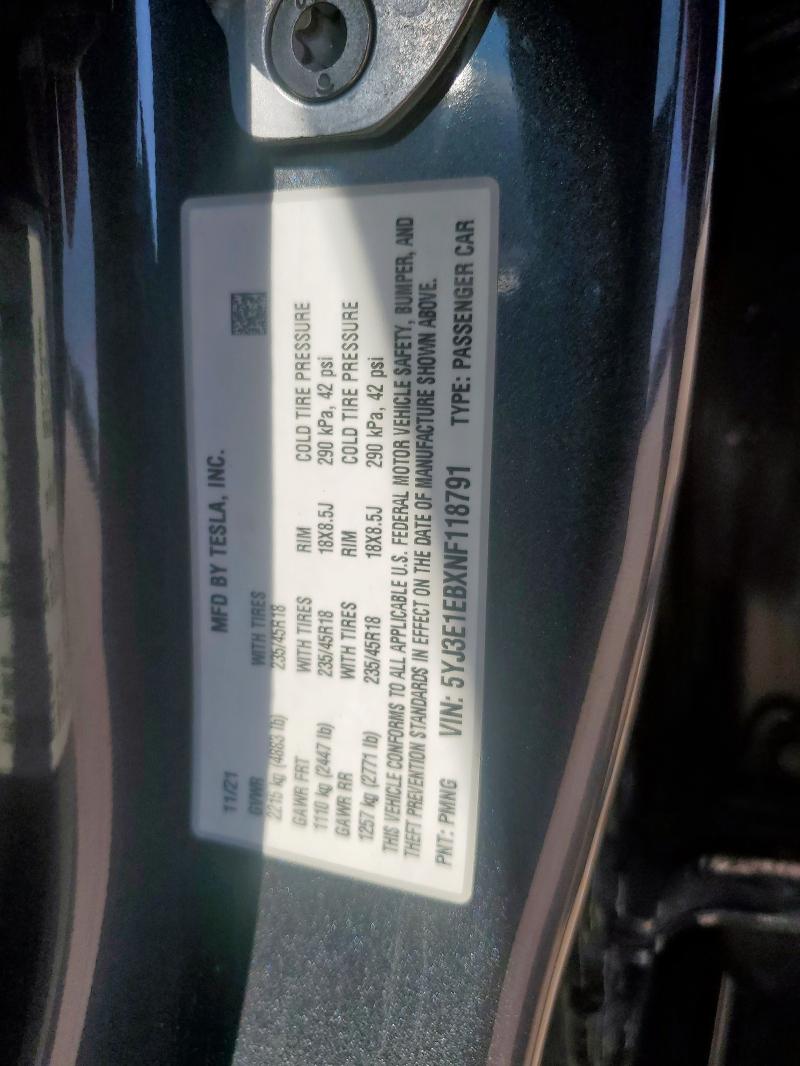 11/21 MFD BY TESLA, INC.
GVWR WITH TIRES
2215 kg (4883 lb) 235/45R18
GAWR FRT WITH TIRES RIM COLD TIRE PRESSURE
1110 kg (2447 lb) 235/45R18 18X8.5J 290 kPa, 42 psi
GAWR RR WITH TIRES RIM COLD TIRE PRESSURE
1257 kg (2771 lb) 235/45R18 18X8.5J 290 kPa, 42 psi
THIS VEHICLE CONFORMS TO ALL APPLICABLE U.S. FEDERAL MOTOR VEHICLE SAFETY, BUMPER, AND
THEFT PREVENTION STANDARDS IN EFFECT ON THE DATE OF MANUFACTURE SHOWN ABOVE.
PNT: PMNG VIN: 5YJ3E1EBXNF118791 TYPE: PASSENGER CAR